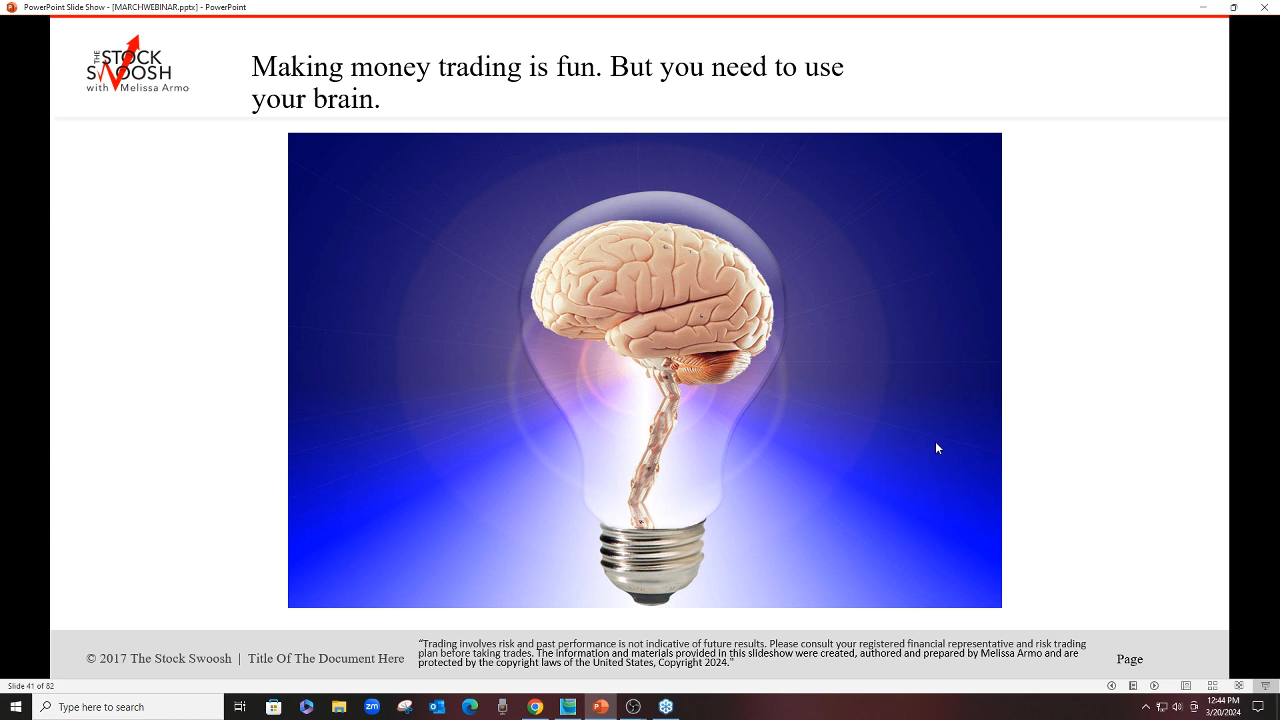 PowerPoint Slide Show - [MARCHWEBINAR.pptx] - PowerPoint
THE
STOCK
SWOOSH
with Melissa Armo
Making money trading is fun. But you need to use
your brain.
© 2017 The Stock Swoosh | Title Of The Document Here
“Trading involves risk and past performance is not indicative of future results. Please consult your registered financial representative and risk trading
plan before taking trades. The information and materials provided in this slideshow were created, authored and prepared by Melissa Armo and are
protected by the copyright laws of the United States, Copyright 2024.”
Page
Slide 41 of 82
Type here to search
zm
12:44 PM
3/20/2024